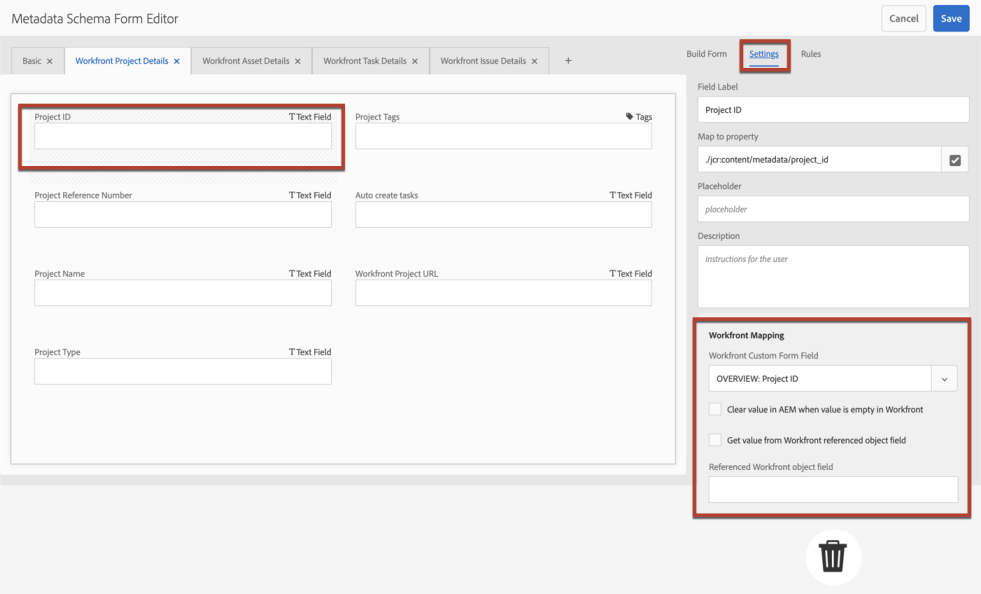 Metadata Schema Form Editor
Cancel
Save
Basic ×
Workfront Project Details ×
Workfront Asset Details ×
Workfront Task Details ×
Workfront Issue Details ×
+
Build Form
Settings
Rules
Project ID
T Text Field
Project Tags
Tags
Project Reference Number
T Text Field
Auto create tasks
T Text Field
Project Name
T Text Field
Workfront Project URL
T Text Field
Project Type
T Text Field
Field Label
Project ID
Map to property
./jcr:content/metadata/project_id
Placeholder
placeholder
Description
instructions for the user
Workfront Mapping
Workfront Custom Form Field
OVERVIEW: Project ID
Clear value in AEM when value is empty in Workfront
Get value from Workfront referenced object field
Referenced Workfront object field